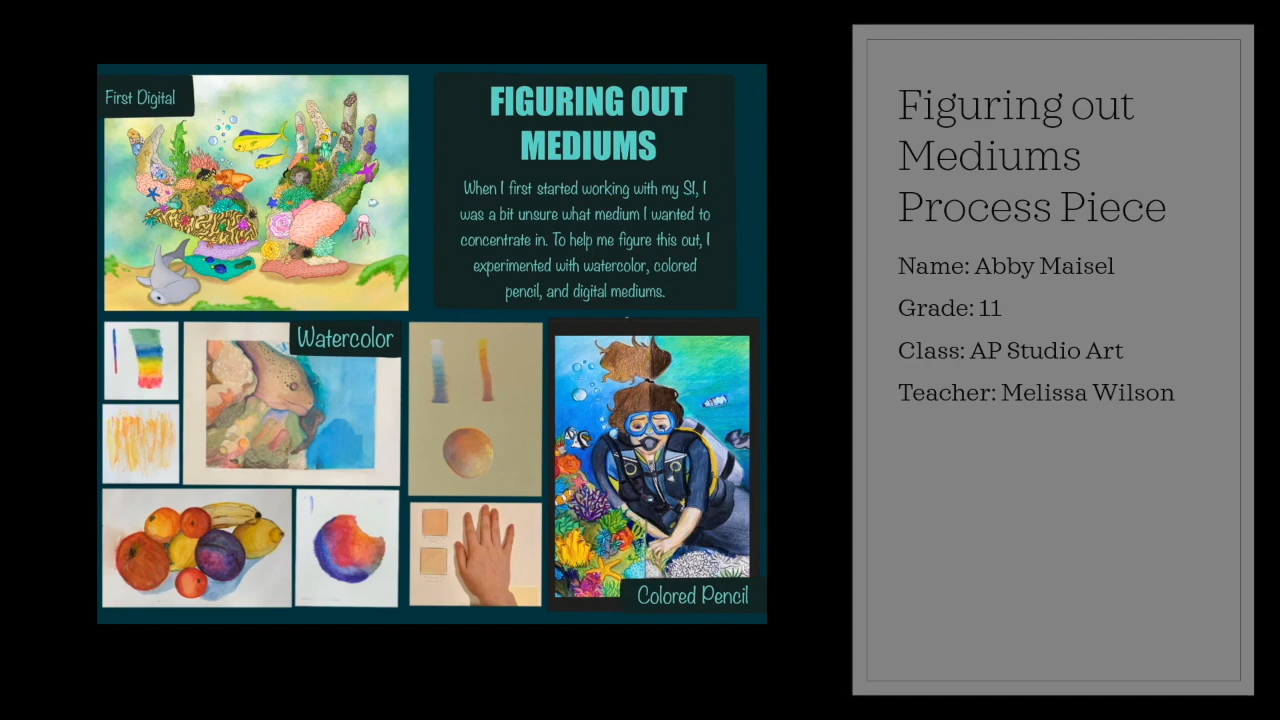 First Digital
FIGURING OUT
MEDIUMS
When I first started working with my SI, I
was a bit unsure what medium I wanted to
concentrate in. To help me figure this out, I
experimented with watercolor, colored
pencil, and digital mediums.
Watercolor
Colored Pencil
Figuring out
Mediums
Process Piece
Name: Abby Maisel
Grade: 11
Class: AP Studio Art
Teacher: Melissa Wilson